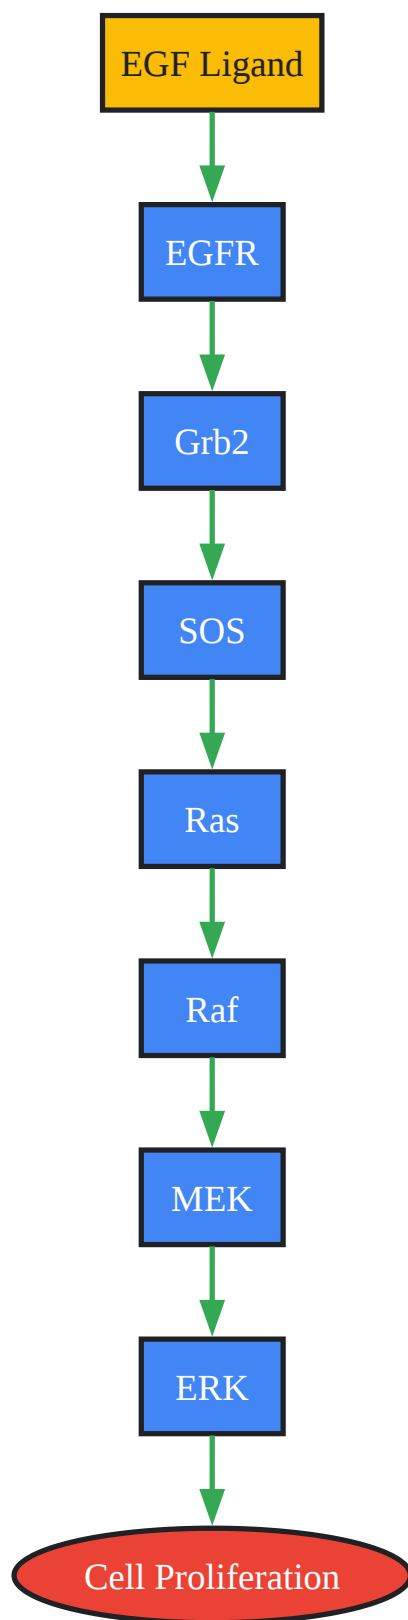 EGF Ligand
EGFR
Grb2
SOS
Ras
Raf
MEK
ERK
Cell Proliferation